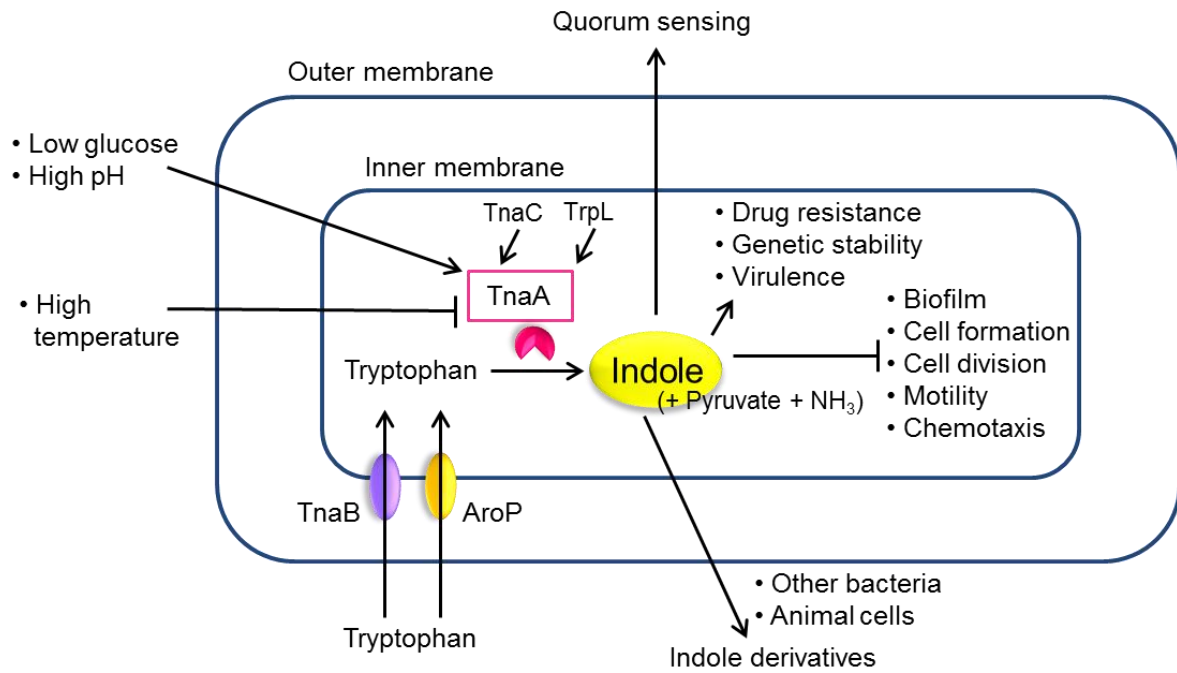 Quorum sensing
Outer membrane
• Low glucose
• High pH
Inner membrane
TnaC
TrpL
• Drug resistance
• Genetic stability
• Virulence
TnaA
• High
temperature
• Biofilm
• Cell formation
• Cell division
• Motility
• Chemotaxis
Tryptophan
Indole
(+ Pyruvate + NH₃)
TnaB
AroP
• Other bacteria
• Animal cells
Tryptophan
Indole derivatives